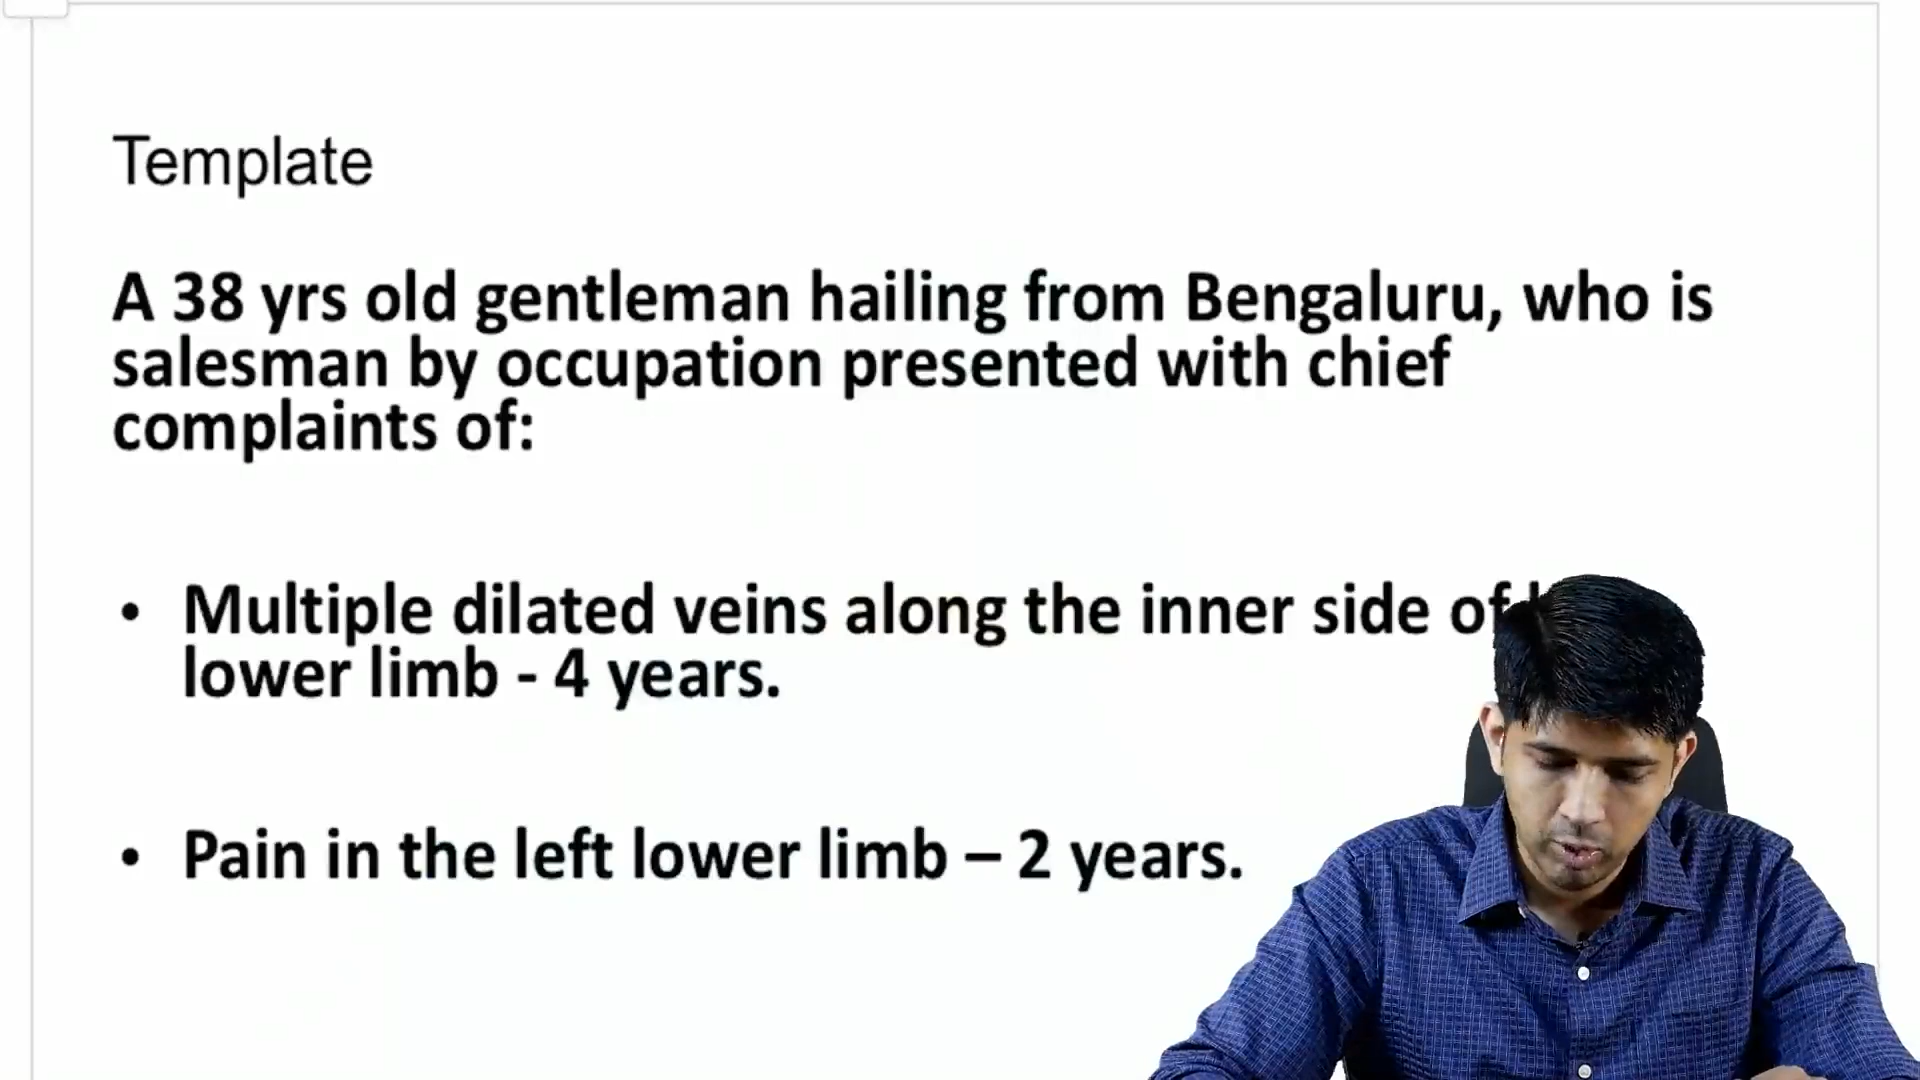 Template
A 38 yrs old gentleman hailing from Bengaluru, who is
salesman by occupation presented with chief
complaints of:
• Multiple dilated veins along the inner side of
lower limb - 4 years.
• Pain in the left lower limb – 2 years.